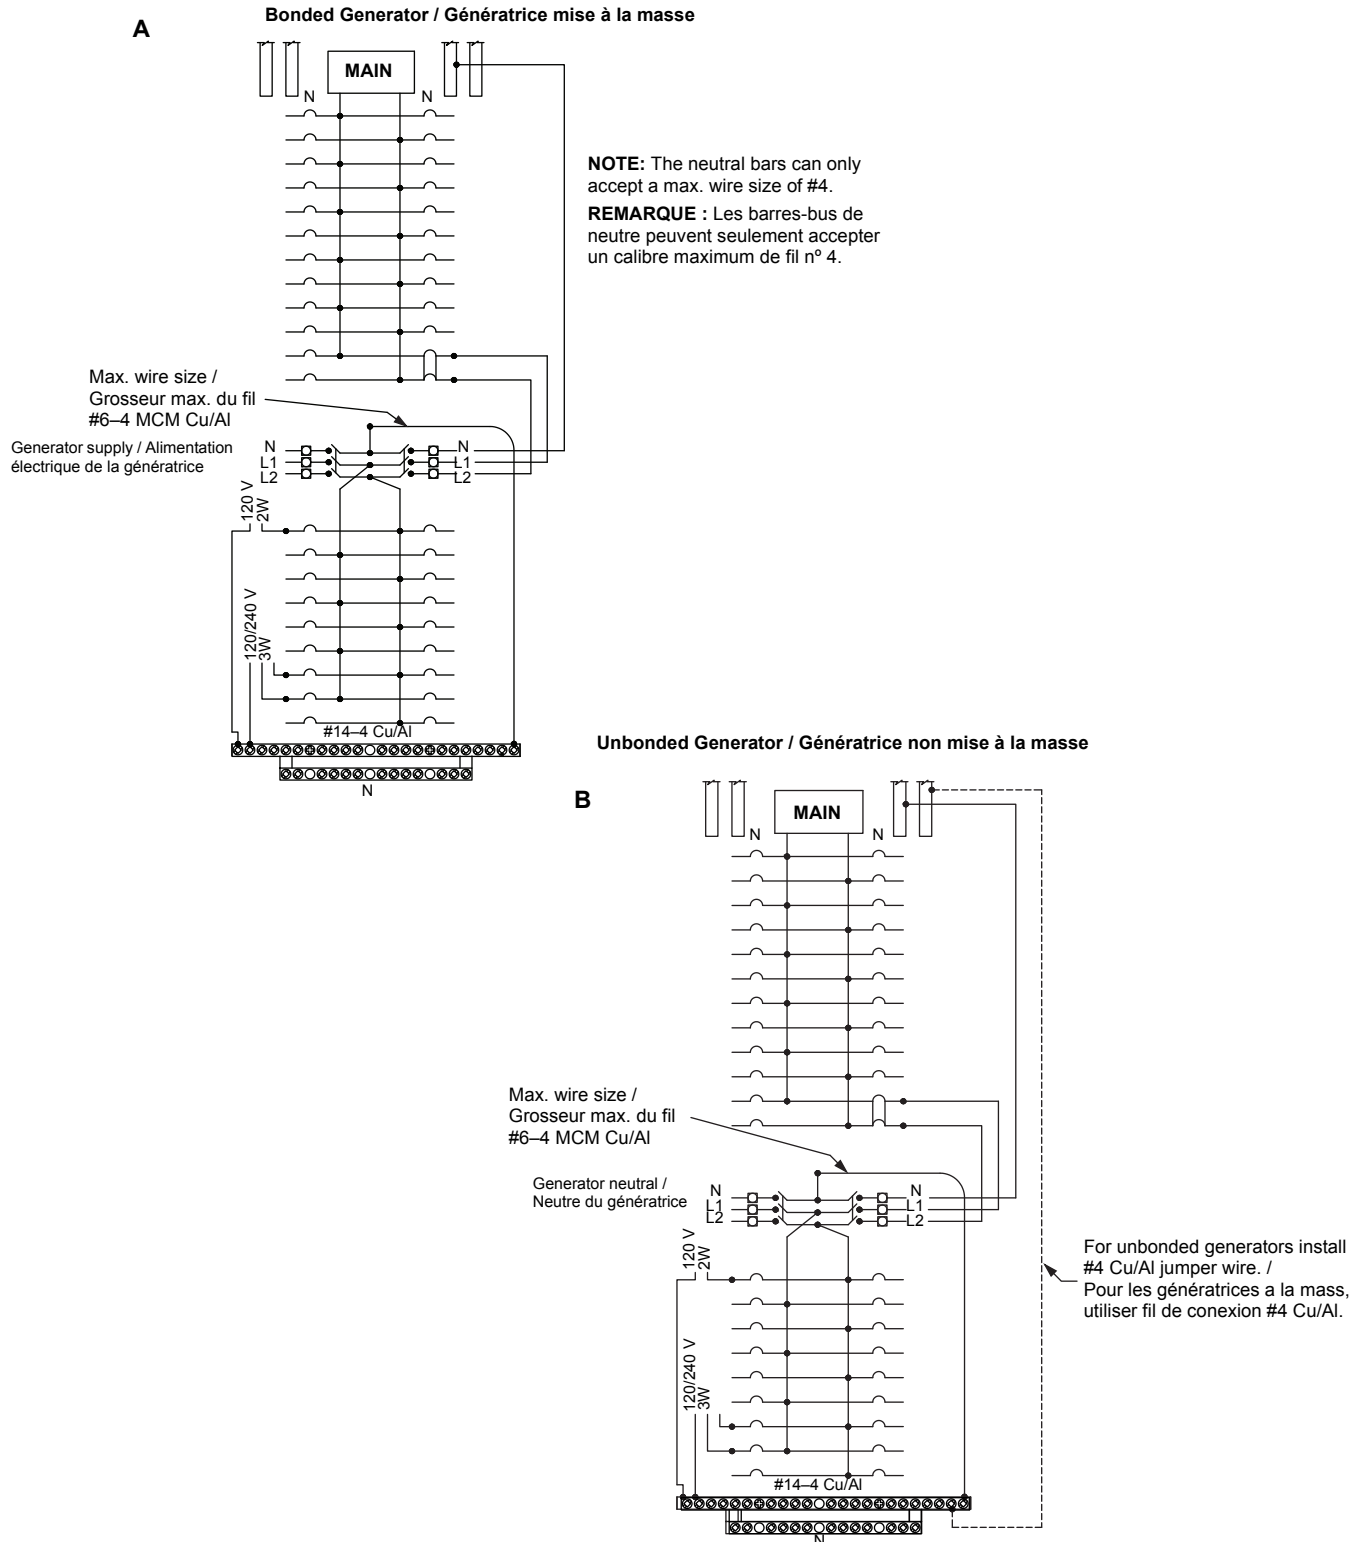 Bonded Generator / Génératrice mise à la masse
A
MAIN
N
N
NOTE: The neutral bars can only
accept a max. wire size of #4.
REMARQUE : Les barres-bus de
neutre peuvent seulement accepter
un calibre maximum de fil nº 4.
Max. wire size /
Grosseur max. du fil
#6–4 MCM Cu/Al
Generator supply / Alimentation
électrique de la génératrice
N
L1
L2
N
L1
L2
120 V
2W
120/240 V
3W
#14–4 Cu/Al
N
Unbonded Generator / Génératrice non mise à la masse
B
MAIN
N
N
Max. wire size /
Grosseur max. du fil
#6–4 MCM Cu/Al
Generator neutral /
Neutre du génératrice
N
L1
L2
N
L1
L2
120 V
2W
For unbonded generators install
#4 Cu/Al jumper wire. /
Pour les génératrices a la mass,
utiliser fil de conexion #4 Cu/Al.
120/240 V
3W
#14–4 Cu/Al
N